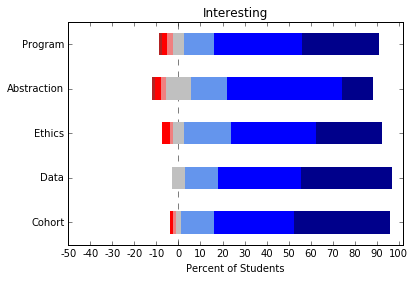 Interesting
Program
Abstraction
Ethics
Data
Cohort
-50 -40 -30 -20 -10 0 10 20 30 40 50 60 70 80 90 100
Percent of Students